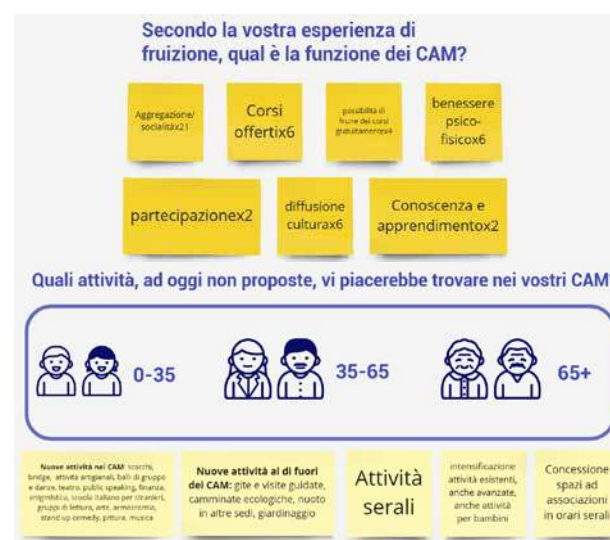 Secondo la vostra esperienza di
fruizione, qual è la funzione dei CAM?
Aggregazione/
socialitàx21
Corsi
offertix6
possibilità di
fruire dei corsi
gratuitamentex4
benessere
psico-
fisicox6
partecipazionex2
diffusione
culturax6
Conoscenza e
apprendimentox2
Quali attività, ad oggi non proposte, vi piacerebbe trovare nei vostri CAM?
0-35
35-65
65+
Nuove attività nei CAM: scacchi,
bridge, attività artigianali, balli di gruppo
e danze, teatro, public speaking, finanza,
enigmistica, scuola italiano per stranieri,
gruppi di lettura, arte, armocromia,
stand up comedy, pittura, musica
Nuove attività al di fuori
dei CAM: gite e visite guidate,
camminate ecologiche, nuoto
in altre sedi, giardinaggio
Attività
serali
intensificazione
attività esistenti,
anche avanzate,
anche attività
per bambini
Concessione
spazi ad
associazioni
in orari serali